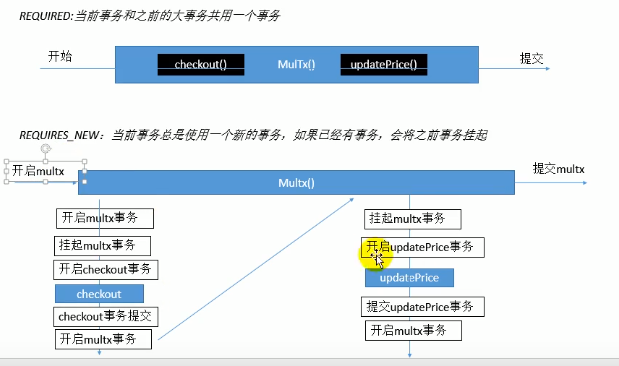 REQUIRED:当前事务和之前的大事务共用一个事务
开始
checkout()
MulTx()
updatePrice()
提交
REQUIRES_NEW：当前事务总是使用一个新的事务，如果已经有事务，会将之前事务挂起
开启multx
Multx()
提交multx
开启multx事务
挂起multx事务
开启checkout事务
checkout
checkout事务提交
开启multx事务
挂起multx事务
开启updatePrice事务
updatePrice
提交updatePrice事务
开启multx事务